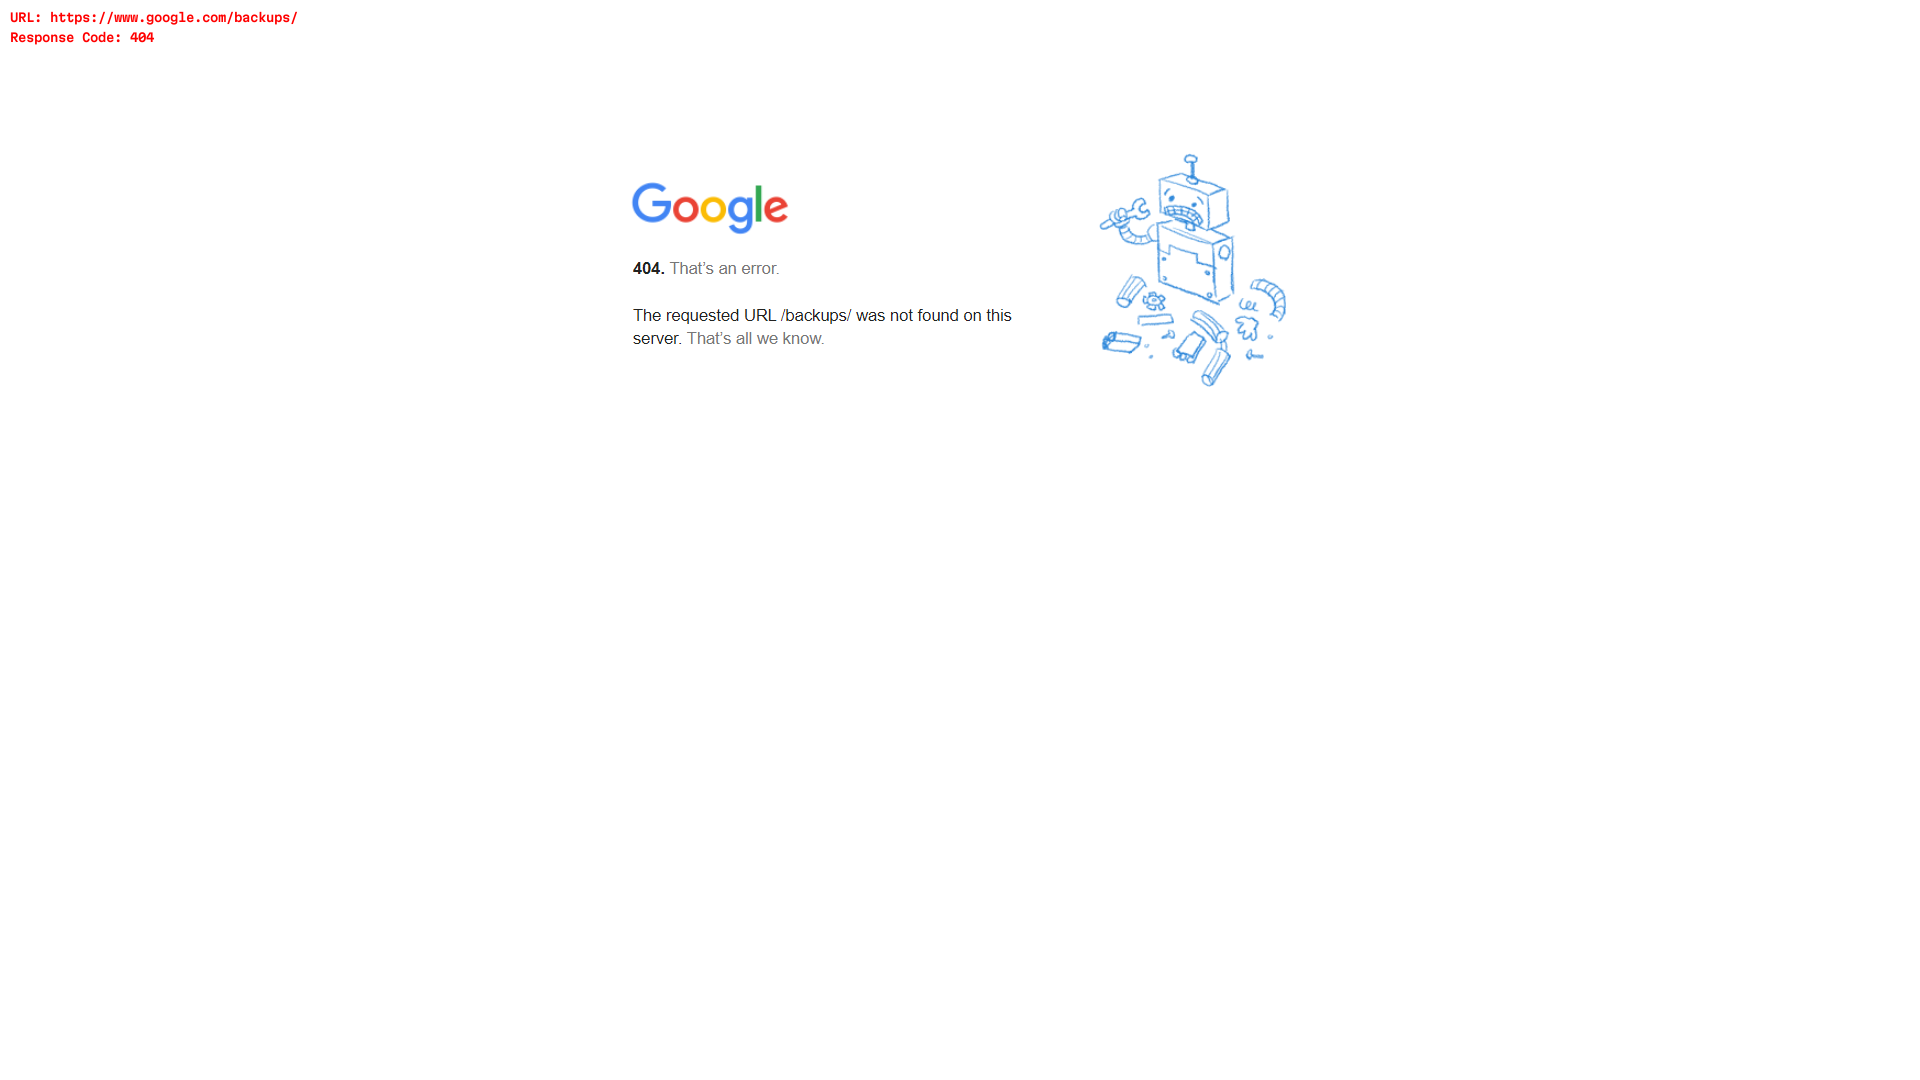 URL: https://www.google.com/backups/
Response Code: 404
Google
404. That’s an error.
The requested URL /backups/ was not found on this
server. That’s all we know.